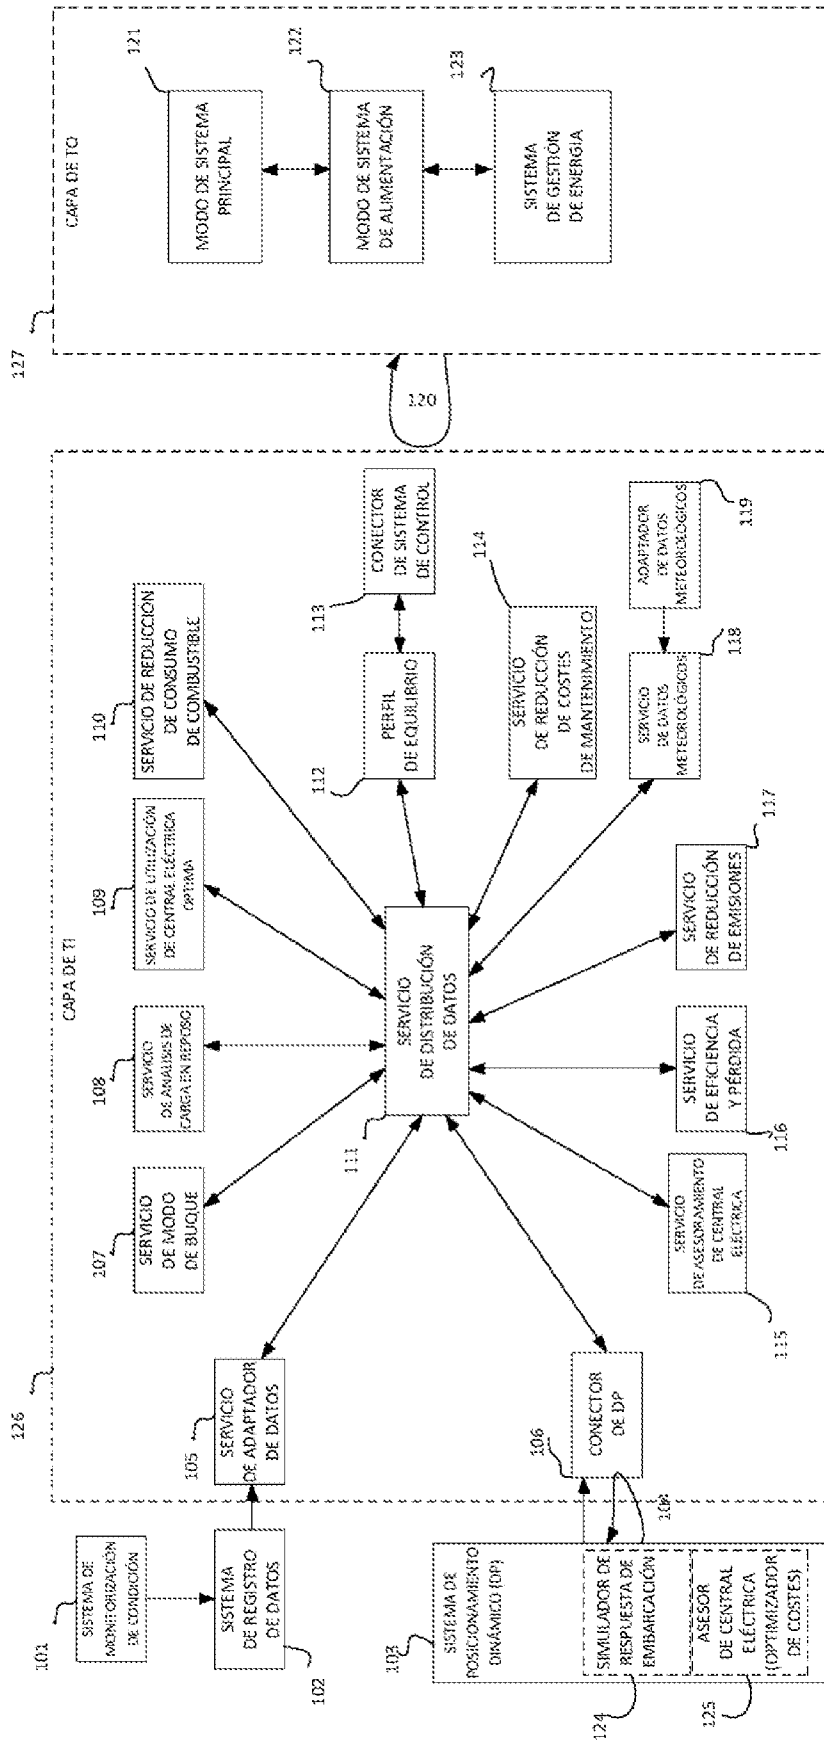 101
SISTEMA DE
MONITORIZACIÓN
DE CONDICIÓN
SISTEMA
DE REGISTRO
DE DATOS
102
103
SISTEMA DE
POSICIONAMIENTO
DINÁMICO (DP)
SIMULADOR DE
RESPUESTA DE
EMBARCACIÓN
124
ASESOR
DE CENTRAL
ELÉCTRICA
(OPTIMIZADOR
DE COSTES)
125
126
CAPA DE TI
105
SERVICIO
DE ADAPTADOR
DE DATOS
106
CONECTOR
DE DP
104
107
SERVICIO
DE MODO
DE BUQUE
108
SERVICIO
DE ANÁLISIS DE
CARGA EN REPOSO
109
SERVICIO DE UTILIZACIÓN
DE CENTRAL ELÉCTRICA
ÓPTIMA
110
SERVICIO DE REDUCCIÓN
DE CONSUMO
DE COMBUSTIBLE
111
SERVICIO
DE DISTRIBUCIÓN
DE DATOS
112
PERFIL
DE EQUILIBRIO
113
CONECTOR
DE SISTEMA
DE CONTROL
114
SERVICIO
DE REDUCCIÓN
DE COSTES
DE MANTENIMIENTO
115
SERVICIO
DE ASESORAMIENTO
DE CENTRAL
ELÉCTRICA
116
SERVICIO
DE EFICIENCIA
Y PÉRDIDA
117
SERVICIO
DE REDUCCIÓN
DE EMISIONES
118
SERVICIO
DE DATOS
METEOROLÓGICOS
119
ADAPTADOR
DE DATOS
METEOROLÓGICOS
120
127
CAPA DE TO
121
MODO DE SISTEMA
PRINCIPAL
122
MODO DE SISTEMA
DE ALIMENTACIÓN
123
SISTEMA
DE GESTIÓN
DE ENERGÍA